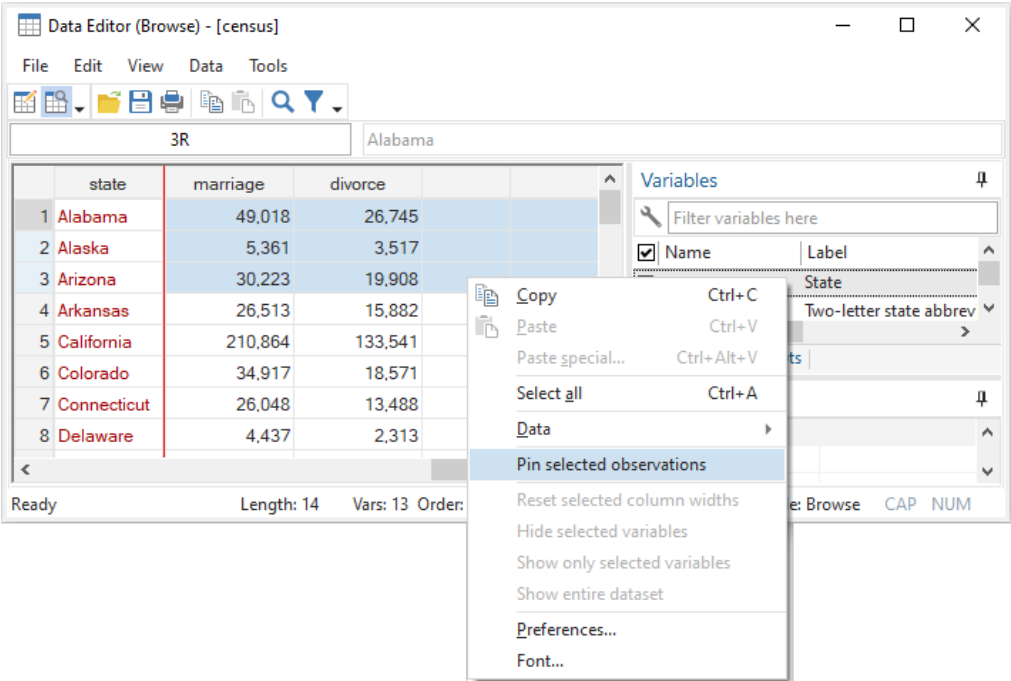 Data Editor (Browse) - [census]
File Edit View Data Tools
3R Alabama
state marriage divorce
1 Alabama 49,018 26,745
2 Alaska 5,361 3,517
3 Arizona 30,223 19,908
4 Arkansas 26,513 15,882
5 California 210,864 133,541
6 Colorado 34,917 18,571
7 Connecticut 26,048 13,488
8 Delaware 4,437 2,313
Variables
Filter variables here
Name Label
State
Two-letter state abbrev
ts
Copy Ctrl+C
Paste Ctrl+V
Paste special... Ctrl+Alt+V
Select all Ctrl+A
Data
Pin selected observations
Reset selected column widths
Hide selected variables
Show only selected variables
Show entire dataset
Preferences...
Font...
Ready Length: 14 Vars: 13 Order: e: Browse CAP NUM